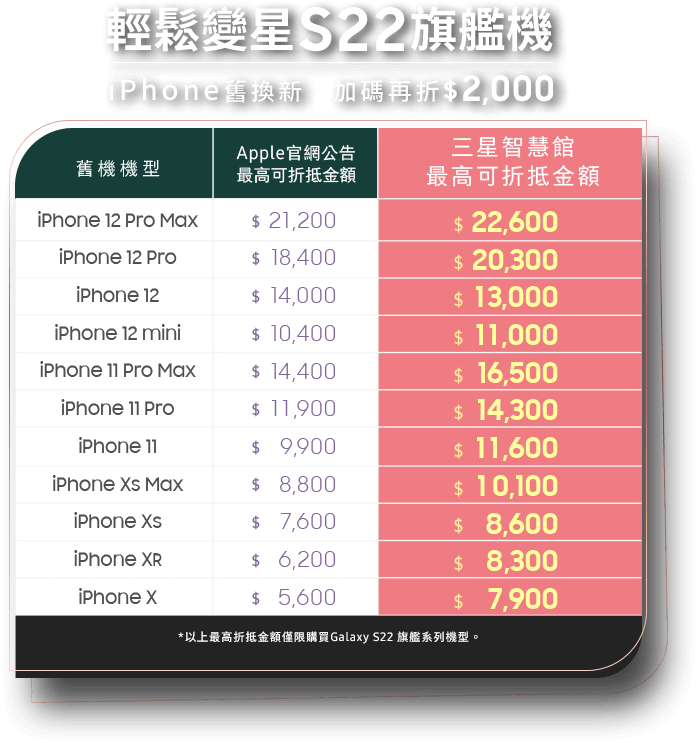 輕鬆變星S22旗艦機
iPhone舊換新 加碼再折$2,000
舊機機型 Apple官網公告 最高可折抵金額 三星智慧館 最高可折抵金額
iPhone 12 Pro Max $ 21,200 $ 22,600
iPhone 12 Pro $ 18,400 $ 20,300
iPhone 12 $ 14,000 $ 13,000
iPhone 12 mini $ 10,400 $ 11,000
iPhone 11 Pro Max $ 14,400 $ 16,500
iPhone 11 Pro $ 11,900 $ 14,300
iPhone 11 $ 9,900 $ 11,600
iPhone Xs Max $ 8,800 $ 10,100
iPhone Xs $ 7,600 $ 8,600
iPhone XR $ 6,200 $ 8,300
iPhone X $ 5,600 $ 7,900
*以上最高折抵金額僅限購買Galaxy S22 旗艦系列機型。